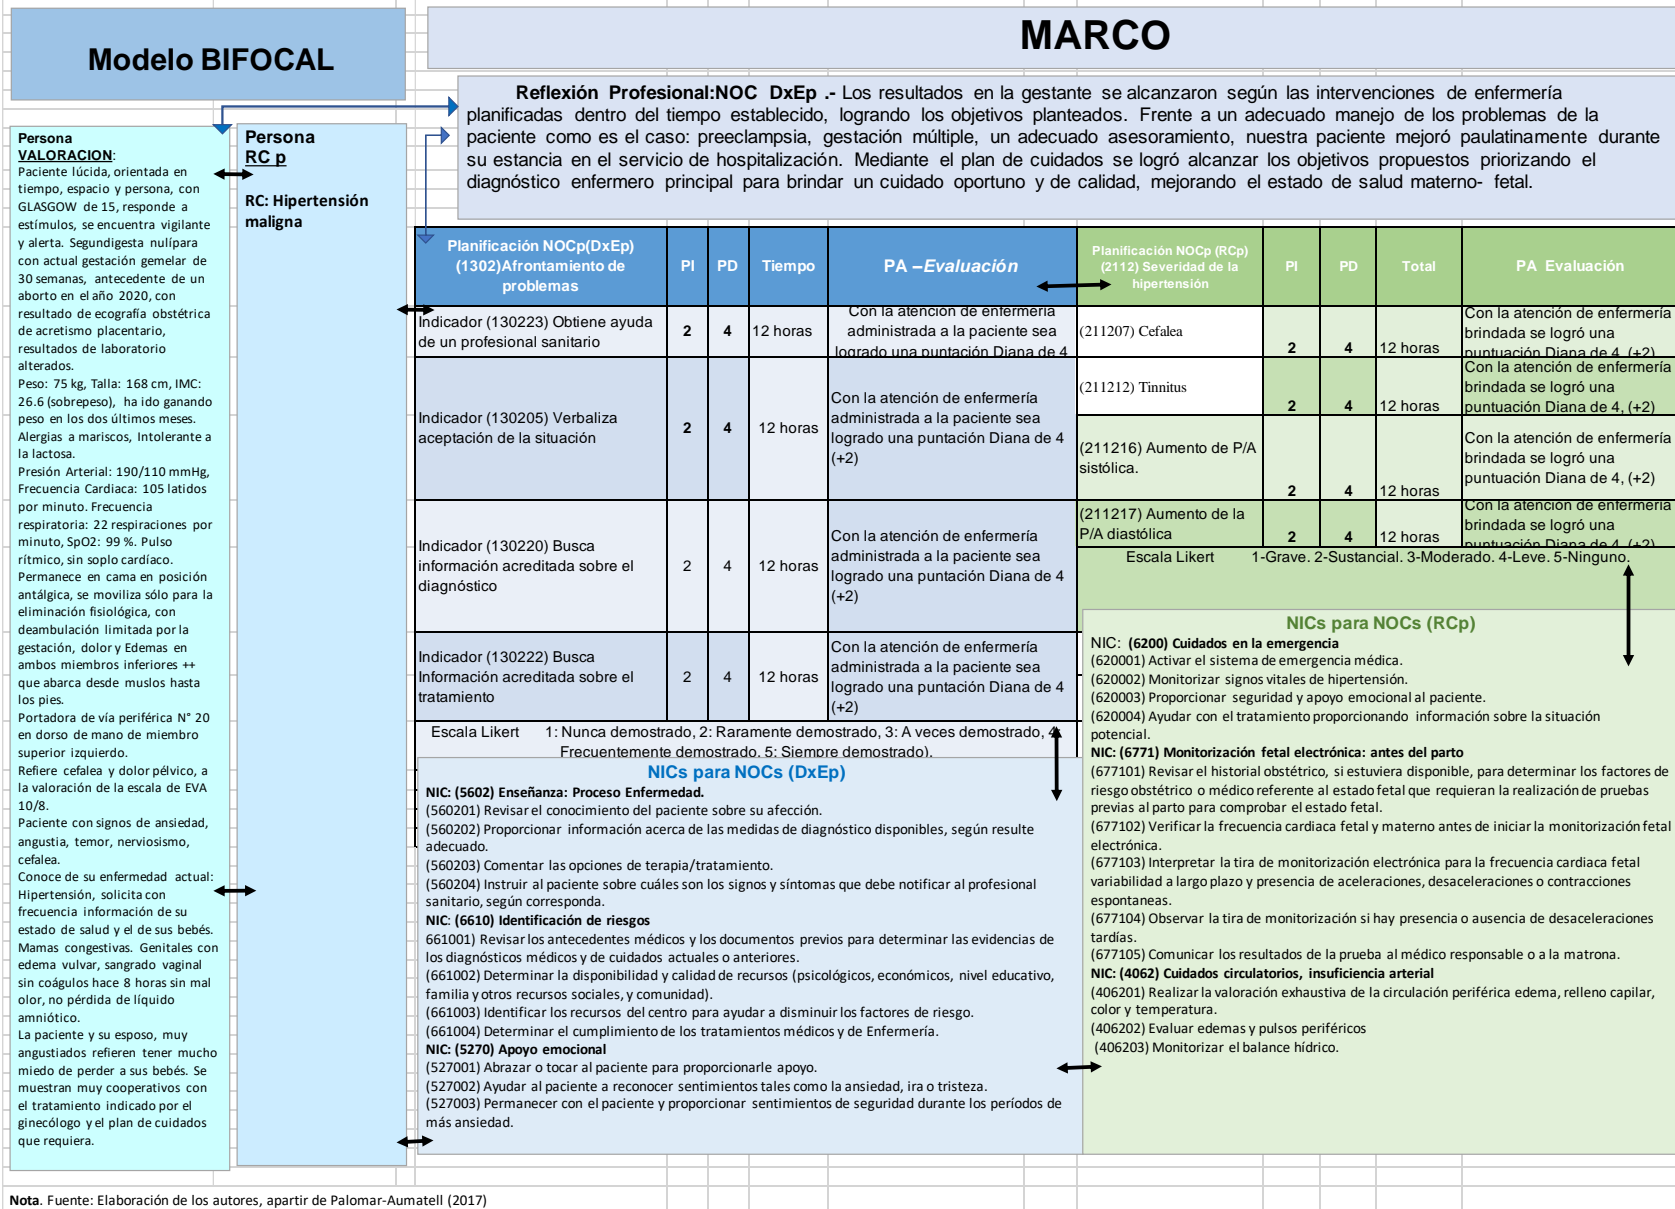 Modelo BIFOCAL
MARCO
Reflexión Profesional:NOC DxEp .- Los resultados en la gestante se alcanzaron según las intervenciones de enfermería
planificadas dentro del tiempo establecido, logrando los objetivos planteados. Frente a un adecuado manejo de los problemas de la
paciente como es el caso: preeclampsia, gestación múltiple, un adecuado asesoramiento, nuestra paciente mejoró paulatinamente durante
su estancia en el servicio de hospitalización. Mediante el plan de cuidados se logró alcanzar los objetivos propuestos priorizando el
diagnóstico enfermero principal para brindar un cuidado oportuno y de calidad, mejorando el estado de salud materno- fetal.
Persona
VALORACION:
Paciente lúcida, orientada en
tiempo, espacio y persona, con
GLASGOW de 15, responde a
estímulos, se encuentra vigilante
y alerta. Segundigesta nulípara
con actual gestación gemelar de
30 semanas, antecedente de un
aborto en el año 2020, con
resultado de ecografía obstétrica
de acretismo placentario,
resultados de laboratorio
alterados.
Peso: 75 kg, Talla: 168 cm, IMC:
26.6 (sobrepeso), ha ido ganando
peso en los dos últimos meses.
Alergias a mariscos, Intolerante a
la lactosa.
Presión Arterial: 190/110 mmHg,
Frecuencia Cardiaca: 105 latidos
por minuto. Frecuencia
respiratoria: 22 respiraciones por
minuto, SpO2: 99 %. Pulso
rítmico, sin soplo cardíaco.
Permanece en cama en posición
antálgica, se moviliza sólo para la
eliminación fisiológica, con
deambulación limitada por la
gestación, dolor y Edemas en
ambos miembros inferiores ++
que abarca desde muslos hasta
los pies.
Portadora de vía periférica N° 20
en dorso de mano de miembro
superior izquierdo.
Refiere cefalea y dolor pélvico, a
la valoración de la escala de EVA
10/8.
Paciente con signos de ansiedad,
angustia, temor, nerviosismo,
cefalea.
Conoce de su enfermedad actual:
Hipertensión, solicita con
frecuencia información de su
estado de salud y el de sus bebés.
Mamas congestivas. Genitales con
edema vulvar, sangrado vaginal
sin coágulos hace 8 horas sin mal
olor, no pérdida de líquido
amniótico.
La paciente y su esposo, muy
angustiados refieren tener mucho
miedo de perder a sus bebés. Se
muestran muy cooperativos con
el tratamiento indicado por el
ginecólogo y el plan de cuidados
que requiera.
Persona
RC p
RC: Hipertensión
maligna
Planificación NOCp(DxEp)
(1302)Afrontamiento de
problemas
PI
PD
Tiempo
PA –Evaluación
Indicador (130223) Obtiene ayuda
de un profesional sanitario
2
4
12 horas
Con la atención de enfermería
administrada a la paciente sea
logrado una puntación Diana de 4
Indicador (130205) Verbaliza
aceptación de la situación
2
4
12 horas
Con la atención de enfermería
administrada a la paciente sea
logrado una puntación Diana de 4
(+2)
Indicador (130220) Busca
información acreditada sobre el
diagnóstico
2
4
12 horas
Con la atención de enfermería
administrada a la paciente sea
logrado una puntación Diana de 4
(+2)
Indicador (130222) Busca
Información acreditada sobre el
tratamiento
2
4
12 horas
Con la atención de enfermería
administrada a la paciente sea
logrado una puntación Diana de 4
(+2)
Escala Likert 1: Nunca demostrado, 2: Raramente demostrado, 3: A veces demostrado, 4:
Frecuentemente demostrado, 5: Siempre demostrado).
Planificación NOCp (RCp)
(2112) Severidad de la
hipertensión
PI
PD
Total
PA Evaluación
(211207) Cefalea
2
4
12 horas
Con la atención de enfermería
brindada se logró una
puntuación Diana de 4, (+2)
(211212) Tinnitus
2
4
12 horas
Con la atención de enfermería
brindada se logró una
puntuación Diana de 4, (+2)
(211216) Aumento de P/A
sistólica.
2
4
12 horas
Con la atención de enfermería
brindada se logró una
puntuación Diana de 4, (+2)
(211217) Aumento de la
P/A diastólica
2
4
12 horas
Con la atención de enfermería
brindada se logró una
puntuación Diana de 4, (+2)
Escala Likert 1-Grave. 2-Sustancial. 3-Moderado. 4-Leve. 5-Ninguno.
NICs para NOCs (DxEp)
NIC: (5602) Enseñanza: Proceso Enfermedad.
(560201) Revisar el conocimiento del paciente sobre su afección.
(560202) Proporcionar información acerca de las medidas de diagnóstico disponibles, según resulte
adecuado.
(560203) Comentar las opciones de terapia/tratamiento.
(560204) Instruir al paciente sobre cuáles son los signos y síntomas que debe notificar al profesional
sanitario, según corresponda.
NIC: (6610) Identificación de riesgos
661001) Revisar los antecedentes médicos y los documentos previos para determinar las evidencias de
los diagnósticos médicos y de cuidados actuales o anteriores.
(661002) Determinar la disponibilidad y calidad de recursos (psicológicos, económicos, nivel educativo,
familia y otros recursos sociales, y comunidad).
(661003) Identificar los recursos del centro para ayudar a disminuir los factores de riesgo.
(661004) Determinar el cumplimiento de los tratamientos médicos y de Enfermería.
NIC: (5270) Apoyo emocional
(527001) Abrazar o tocar al paciente para proporcionarle apoyo.
(527002) Ayudar al paciente a reconocer sentimientos tales como la ansiedad, ira o tristeza.
(527003) Permanecer con el paciente y proporcionar sentimientos de seguridad durante los períodos de
más ansiedad.
NICs para NOCs (RCp)
NIC: (6200) Cuidados en la emergencia
(620001) Activar el sistema de emergencia médica.
(620002) Monitorizar signos vitales de hipertensión.
(620003) Proporcionar seguridad y apoyo emocional al paciente.
(620004) Ayudar con el tratamiento proporcionando información sobre la situación
potencial.
NIC: (6771) Monitorización fetal electrónica: antes del parto
(677101) Revisar el historial obstétrico, si estuviera disponible, para determinar los factores de
riesgo obstétrico o médico referente al estado fetal que requieran la realización de pruebas
previas al parto para comprobar el estado fetal.
(677102) Verificar la frecuencia cardiaca fetal y materno antes de iniciar la monitorización fetal
electrónica.
(677103) Interpretar la tira de monitorización electrónica para la frecuencia cardiaca fetal
variabilidad a largo plazo y presencia de aceleraciones, desaceleraciones o contracciones
espontaneas.
(677104) Observar la tira de monitorización si hay presencia o ausencia de desaceleraciones
tardías.
(677105) Comunicar los resultados de la prueba al médico responsable o a la matrona.
NIC: (4062) Cuidados circulatorios, insuficiencia arterial
(406201) Realizar la valoración exhaustiva de la circulación periférica edema, relleno capilar,
color y temperatura.
(406202) Evaluar edemas y pulsos periféricos
(406203) Monitorizar el balance hídrico.
Nota. Fuente: Elaboración de los autores, apartir de Palomar-Aumatell (2017)